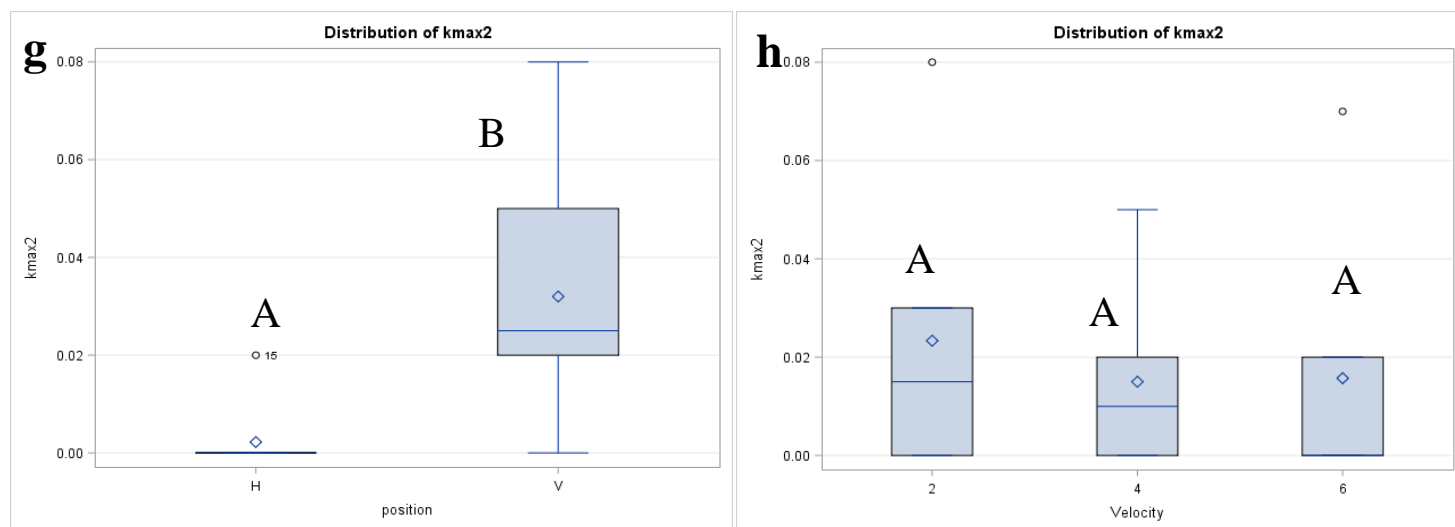 g
Distribution of kmax2
0.08
0.06
0.04
0.02
0.00
kmax2
A
B
15
H
V
position
h
Distribution of kmax2
0.08
0.06
0.04
0.02
0.00
kmax2
A
A
A
2
4
6
Velocity